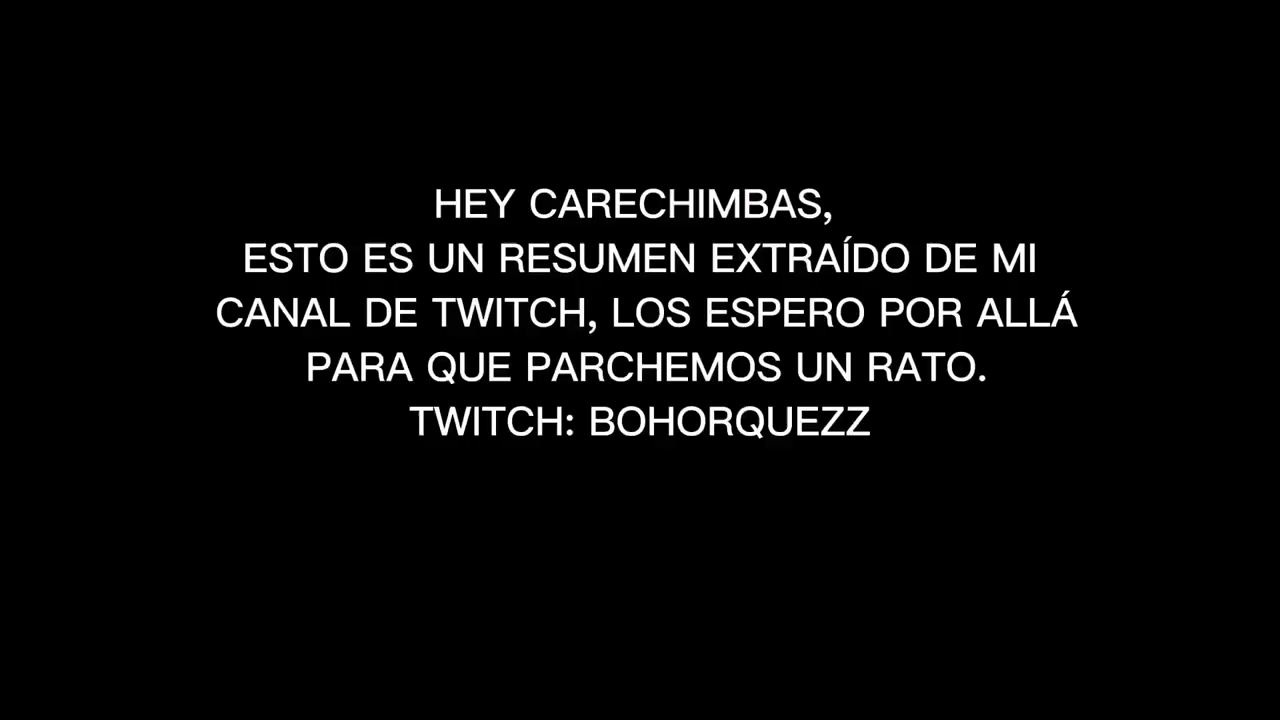 HEY CARECHIMBAS,
ESTO ES UN RESUMEN EXTRAÍDO DE MI
CANAL DE TWITCH, LOS ESPERO POR ALLÁ
PARA QUE PARCHEMOS UN RATO.
TWITCH: BOHORQUEZZ